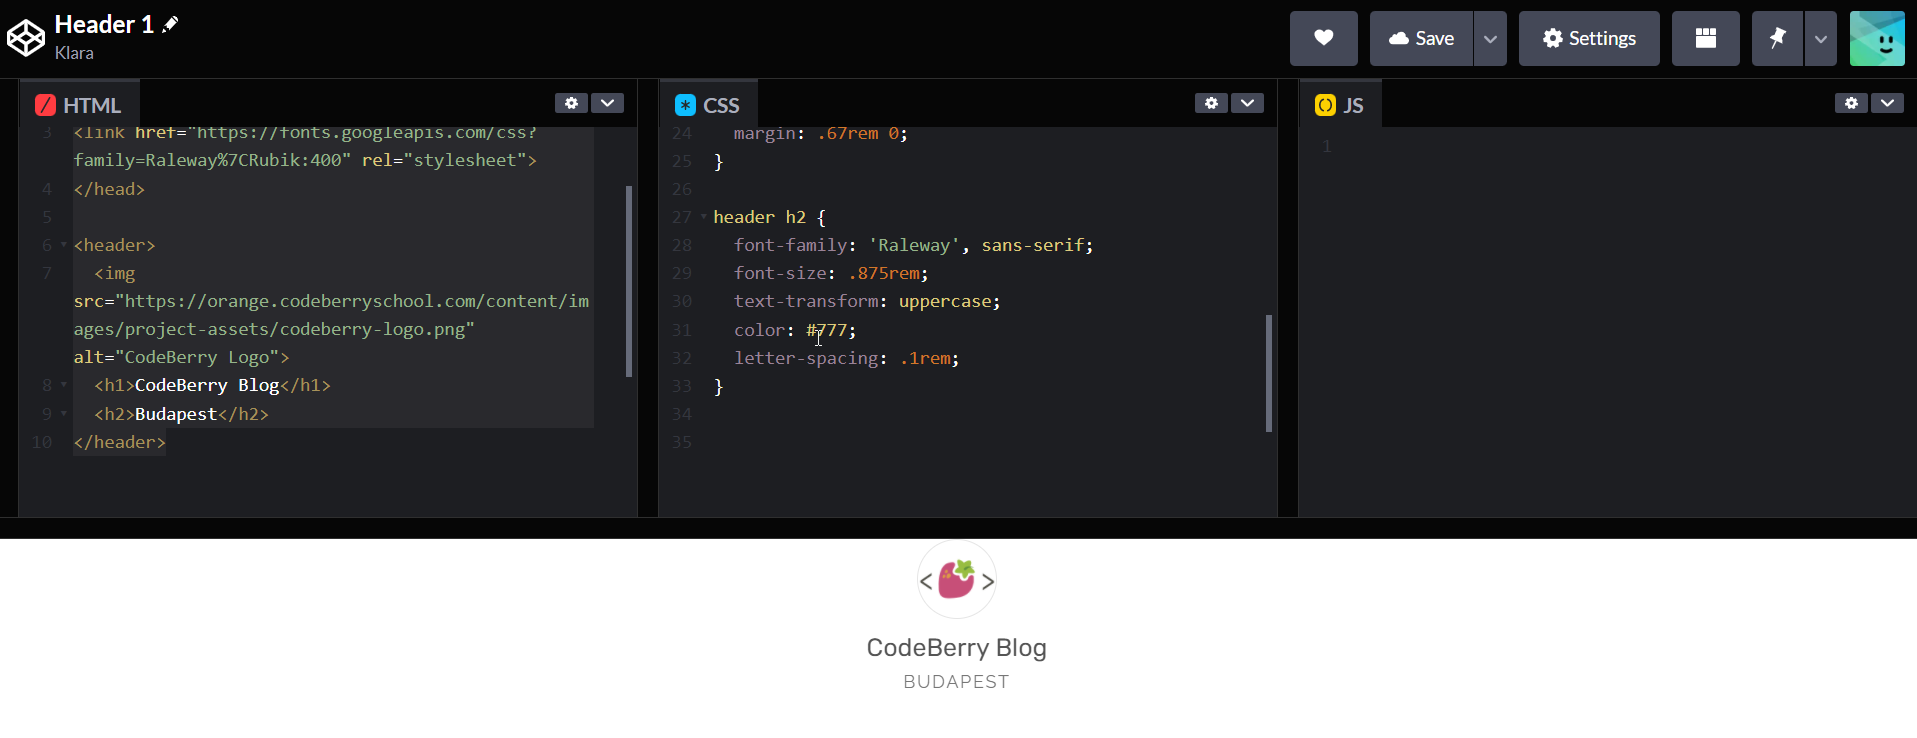 Header 1
Klara
Save
Settings
HTML
3 <link href="https://fonts.googleapis.com/css?
family=Raleway%7CRubik:400" rel="stylesheet">
4 </head>
5
6 <header>
7 <img
src="https://orange.codeberryschool.com/content/im
ages/project-assets/codeberry-logo.png"
alt="CodeBerry Logo">
8 <h1>CodeBerry Blog</h1>
9 <h2>Budapest</h2>
10 </header>
CSS
24 margin: .67rem 0;
25 }
26
27 header h2 {
28 font-family: 'Raleway', sans-serif;
29 font-size: .875rem;
30 text-transform: uppercase;
31 color: #777;
32 letter-spacing: .1rem;
33 }
34
35
JS
1
< >
CodeBerry Blog
BUDAPEST